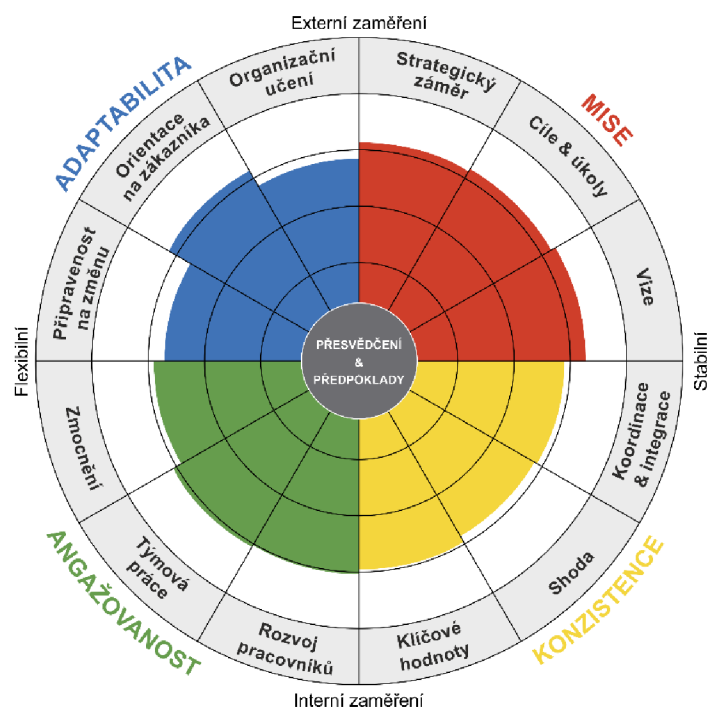 Externí zaměření
ADAPTABILITA
MISE
Organizační
učení
Strategický
záměr
Orientace
na zákazníka
Cíle & úkoly
Připravenost
na změnu
Vize
Flexibilní
PŘESVĚDČENÍ
&
PŘEDPOKLADY
Stabilní
Zmocnění
Koordinace
& integrace
Týmová
práce
Shoda
Rozvoj
pracovníků
Klíčové
hodnoty
ANGAŽOVANOST
KONZISTENCE
Interní zaměření